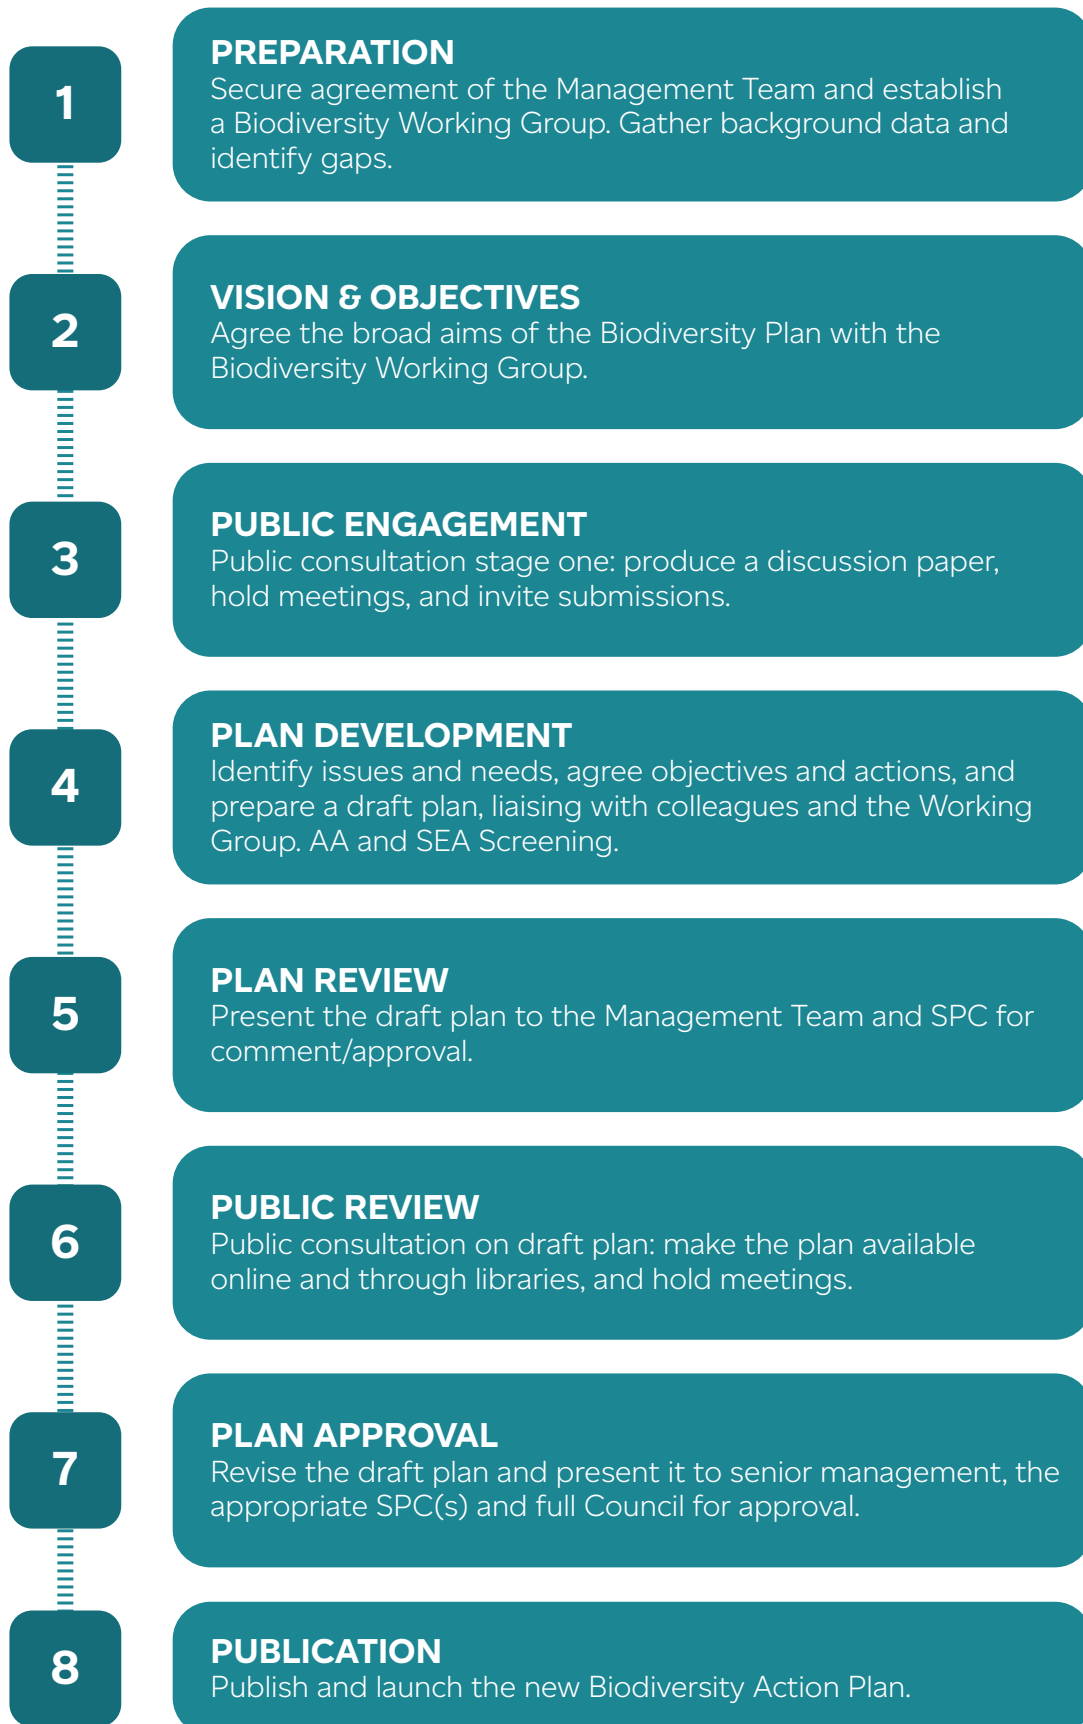 1
PREPARATION
Secure agreement of the Management Team and establish
a Biodiversity Working Group. Gather background data and
identify gaps.
2
VISION & OBJECTIVES
Agree the broad aims of the Biodiversity Plan with the
Biodiversity Working Group.
3
PUBLIC ENGAGEMENT
Public consultation stage one: produce a discussion paper,
hold meetings, and invite submissions.
4
PLAN DEVELOPMENT
Identify issues and needs, agree objectives and actions, and
prepare a draft plan, liaising with colleagues and the Working
Group. AA and SEA Screening.
5
PLAN REVIEW
Present the draft plan to the Management Team and SPC for
comment/approval.
6
PUBLIC REVIEW
Public consultation on draft plan: make the plan available
online and through libraries, and hold meetings.
7
PLAN APPROVAL
Revise the draft plan and present it to senior management, the
appropriate SPC(s) and full Council for approval.
8
PUBLICATION
Publish and launch the new Biodiversity Action Plan.